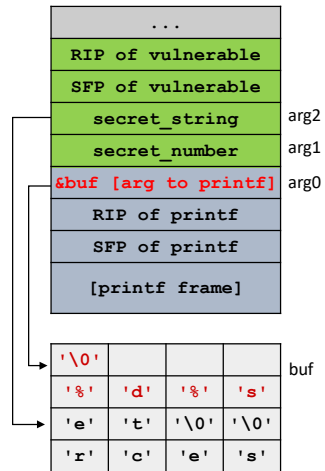 ...
RIP of vulnerable
SFP of vulnerable
secret_string arg2
secret_number arg1
&buf [arg to printf] arg0
RIP of printf
SFP of printf
[printf frame]
'\0' buf
'%' 'd' '%' 's'
'e' 't' '\0' '\0'
'r' 'c' 'e' 's'